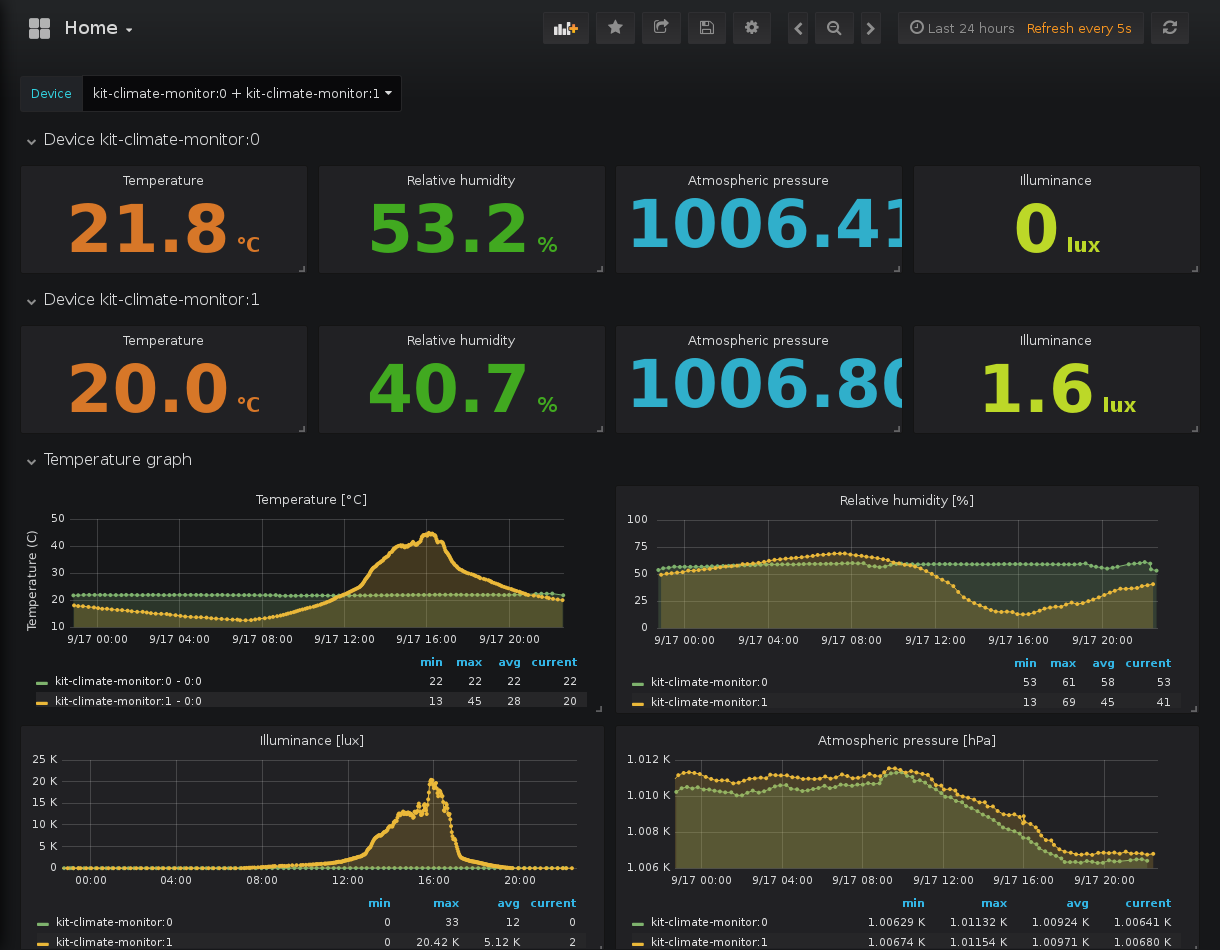 Home
Last 24 hours Refresh every 5s
Device kit-climate-monitor:0 + kit-climate-monitor:1
Device kit-climate-monitor:0
Temperature Relative humidity Atmospheric pressure Illuminance
21.8 °C 53.2 % 1006.41 0 lux
Device kit-climate-monitor:1
Temperature Relative humidity Atmospheric pressure Illuminance
20.0 °C 40.7 % 1006.80 1.6 lux
Temperature graph
Temperature [°C]
Temperature (C)
50
40
30
20
10
9/17 00:00 9/17 04:00 9/17 08:00 9/17 12:00 9/17 16:00 9/17 20:00
min max avg current
kit-climate-monitor:0 - 0:0 22 22 22 22
kit-climate-monitor:1 - 0:0 13 45 28 20
Relative humidity [%]
100
75
50
25
0
9/17 00:00 9/17 04:00 9/17 08:00 9/17 12:00 9/17 16:00 9/17 20:00
min max avg current
kit-climate-monitor:0 53 61 58 53
kit-climate-monitor:1 13 69 45 41
Illuminance [lux]
25 K
20 K
15 K
10 K
5 K
0
00:00 04:00 08:00 12:00 16:00 20:00
min max avg current
kit-climate-monitor:0 0 33 12 0
kit-climate-monitor:1 0 20.42 K 5.12 K 2
Atmospheric pressure [hPa]
1.012 K
1.010 K
1.008 K
1.006 K
9/17 00:00 9/17 04:00 9/17 08:00 9/17 12:00 9/17 16:00 9/17 20:00
min max avg current
kit-climate-monitor:0 1.00629 K 1.01132 K 1.00924 K 1.00641 K
kit-climate-monitor:1 1.00674 K 1.01154 K 1.00971 K 1.00680 K